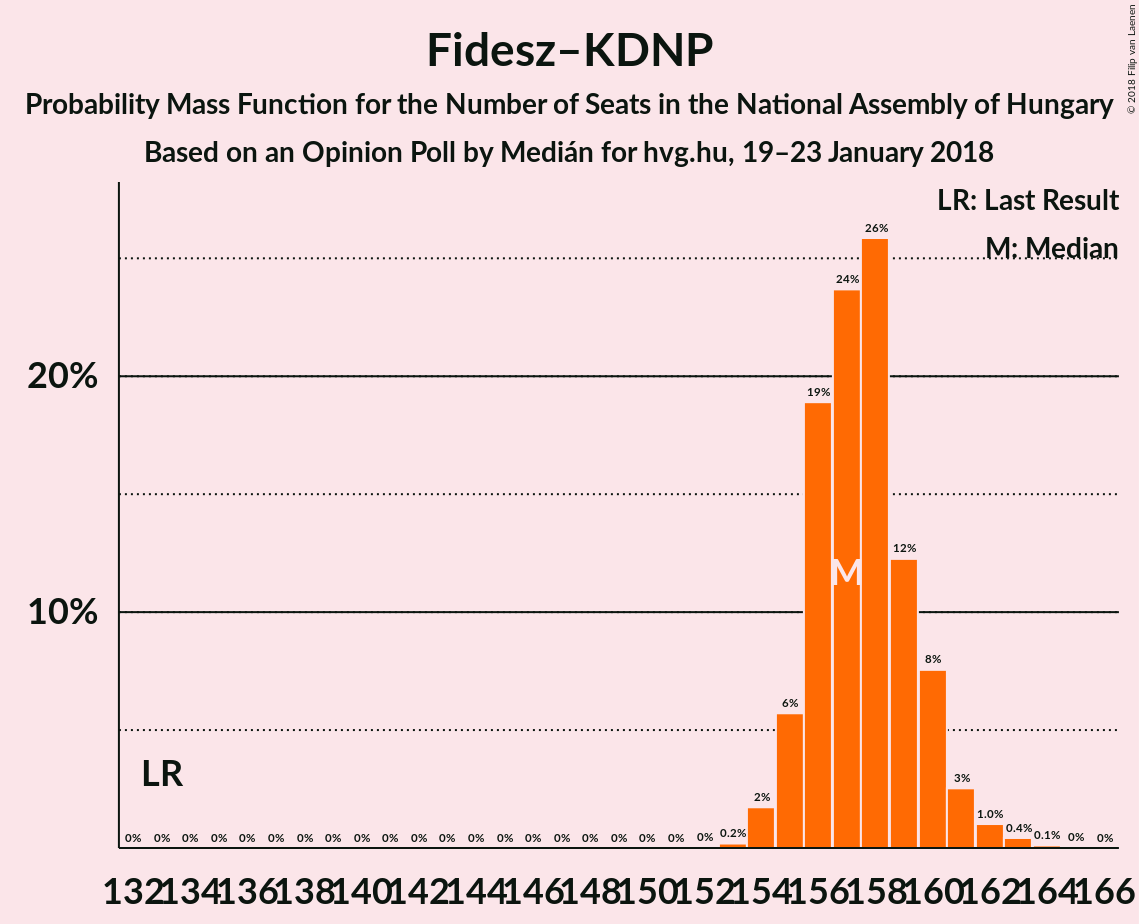 Fidesz–KDNP
Probability Mass Function for the Number of Seats in the National Assembly of Hungary
Based on an Opinion Poll by Medián for hvg.hu, 19–23 January 2018
© 2018 Filip van Laenen
LR: Last Result
M: Median
20%
10%
LR
M
0% 0% 0% 0% 0% 0% 0% 0% 0% 0% 0% 0% 0% 0% 0% 0% 0% 0% 0% 0% 0% 0.2% 2% 6% 19% 24% 26% 12% 8% 3% 1.0% 0.4% 0.1% 0% 0%
132 134 136 138 140 142 144 146 148 150 152 154 156 158 160 162 164 166